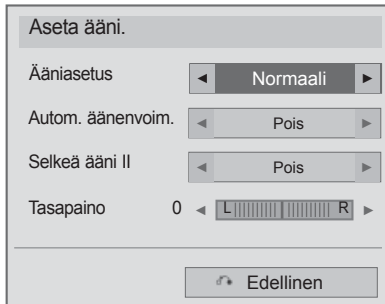 Aseta ääni.
Ääniasetus ◄ Normaali ►
Autom. äänenvoim. ◄ Pois ►
Selkeä ääni II ◄ Pois ►
Tasapaino 0 ◄ L R ►
Edellinen